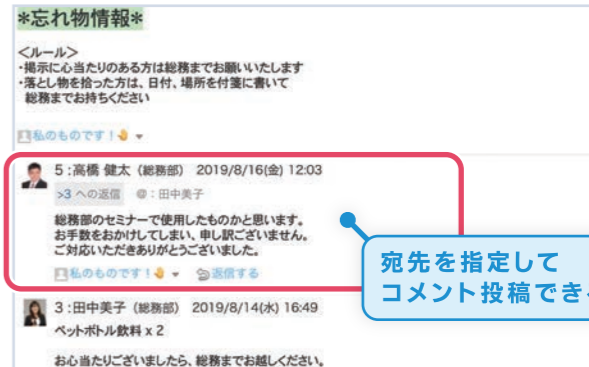 *忘れ物情報*
<ルール>
・掲示に心当たりのある方は総務までお願いいたします
・落とし物を拾った方は、日付、場所を付箋に書いて
総務までお持ちください
私のものです！
5 :高橋 健太（総務部） 2019/8/16(金) 12:03
>3 への返信 @：田中美子
総務部のセミナーで使用したものかと思います。
お手数をおかけしてしまい、申し訳ございません。
ご対応いただきありがとうございました。
私のものです！ 返信する
宛先を指定して
コメント投稿でき
3 :田中美子（総務部） 2019/8/14(水) 16:49
ペットボトル飲料 x 2
お心当たりございましたら、総務までお越しください。